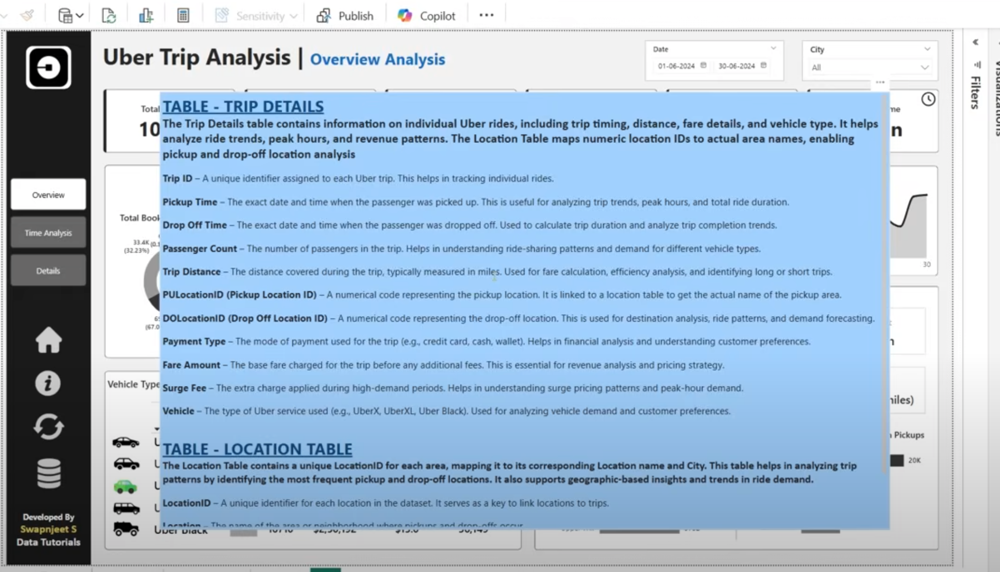 Sensitivity
Publish
Copilot
Uber Trip Analysis | Overview Analysis
Date
01-06-2024 30-06-2024
City
All
Filters
Visualizations
Total
10
me
n
TABLE - TRIP DETAILS
The Trip Details table contains information on individual Uber rides, including trip timing, distance, fare details, and vehicle type. It helps
analyze ride trends, peak hours, and revenue patterns. The Location Table maps numeric location IDs to actual area names, enabling
pickup and drop-off location analysis
Trip ID – A unique identifier assigned to each Uber trip. This helps in tracking individual rides.
Pickup Time – The exact date and time when the passenger was picked up. This is useful for analyzing trip trends, peak hours, and total ride duration.
Drop Off Time – The exact date and time when the passenger was dropped off. Used to calculate trip duration and analyze trip completion trends.
Passenger Count – The number of passengers in the trip. Helps in understanding ride-sharing patterns and demand for different vehicle types.
Trip Distance – The distance covered during the trip, typically measured in miles. Used for fare calculation, efficiency analysis, and identifying long or short trips.
PULocationID (Pickup Location ID) – A numerical code representing the pickup location. It is linked to a location table to get the actual name of the pickup area.
DOLocationID (Drop Off Location ID) – A numerical code representing the drop-off location. This is used for destination analysis, ride patterns, and demand forecasting.
Payment Type – The mode of payment used for the trip (e.g., credit card, cash, wallet). Helps in financial analysis and understanding customer preferences.
Fare Amount – The base fare charged for the trip before any additional fees. This is essential for revenue analysis and pricing strategy.
Surge Fee – The extra charge applied during high-demand periods. Helps in understanding surge pricing patterns and peak-hour demand.
Vehicle – The type of Uber service used (e.g., UberX, UberXL, Uber Black). Used for analyzing vehicle demand and customer preferences.
TABLE - LOCATION TABLE
The Location Table contains a unique LocationID for each area, mapping it to its corresponding Location name and City. This table helps in analyzing trip
patterns by identifying the most frequent pickup and drop-off locations. It also supports geographic-based insights and trends in ride demand.
LocationID – A unique identifier for each location in the dataset. It serves as a key to link locations to trips.
Location – The name of the area or neighborhood where pickups and drop-offs occur
Overview
Time Analysis
Details
Developed By
Swapnjeet S
Data Tutorials
Total Book
33.4K
(32.23%)
(67.0
Vehicle Type
Uber Black
30
n
niles)
Pickups
20K